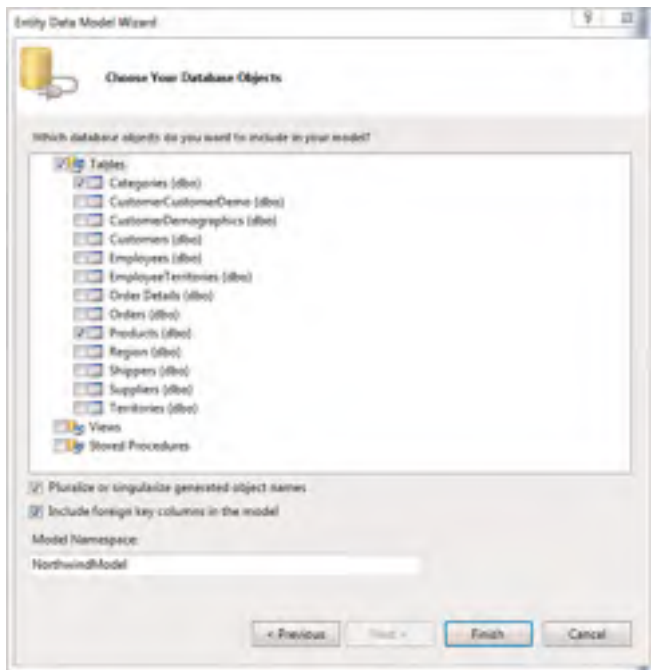 Entity Data Model Wizard
Choose Your Database Objects
Which database objects do you want to include in your model?
Tables
Categories (dbo)
CustomerCustomerDemo (dbo)
CustomerDemographics (dbo)
Customers (dbo)
Employees (dbo)
EmployeeTerritories (dbo)
Order Details (dbo)
Orders (dbo)
Products (dbo)
Region (dbo)
Shippers (dbo)
Suppliers (dbo)
Territories (dbo)
Views
Stored Procedures
Pluralize or singularize generated object names
Include foreign key columns in the model
Model Namespace:
NorthwindModel
< Previous
Next >
Finish
Cancel